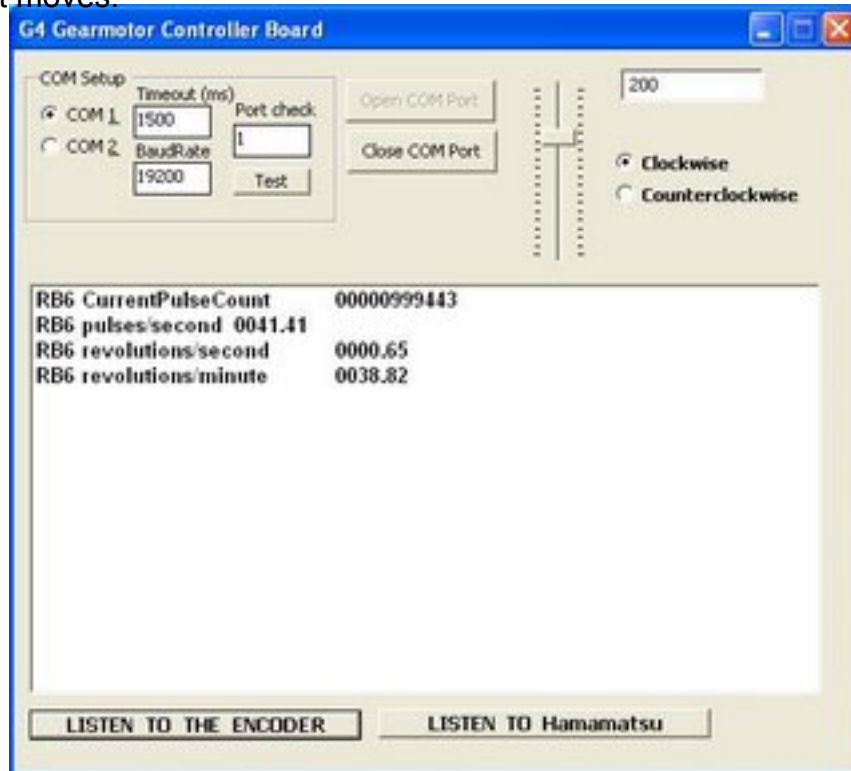 t moves.
G4 Gearmotor Controller Board
COM Setup
Timeout (ms)
Port check
COM 1
1500
1
COM 2
BaudRate
19200
Test
Open COM Port
Close COM Port
200
Clockwise
Counterclockwise
RB6 CurrentPulseCount 00000999443
RB6 pulses/second 0041.41
RB6 revolutions/second 0000.65
RB6 revolutions/minute 0038.82
LISTEN TO THE ENCODER
LISTEN TO Hamamatsu